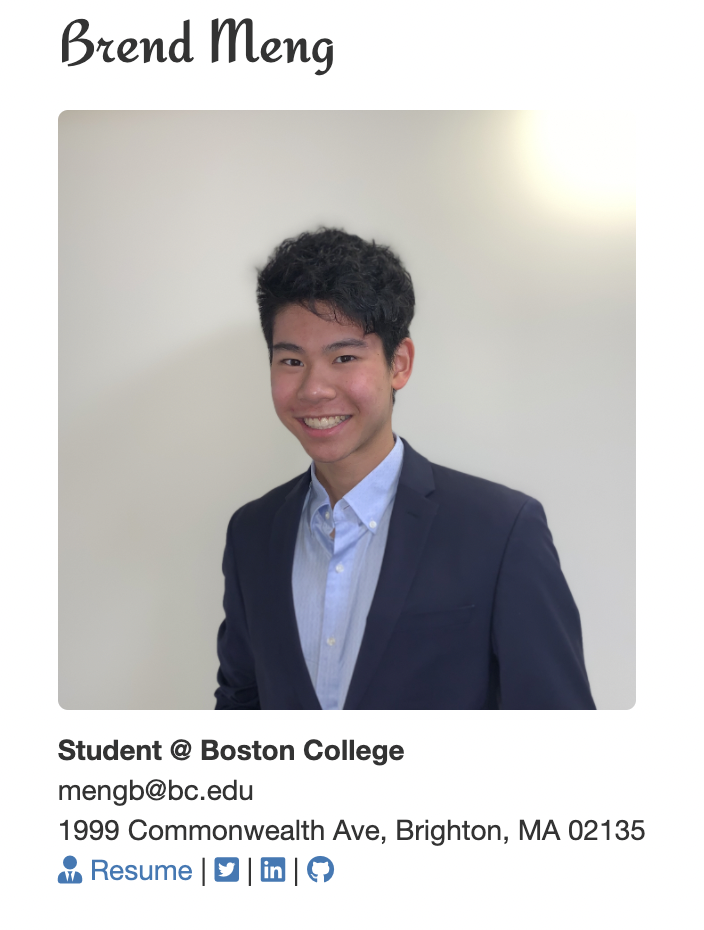 Brend Meng
Student @ Boston College
mengb@bc.edu
1999 Commonwealth Ave, Brighton, MA 02135
Resume | | |